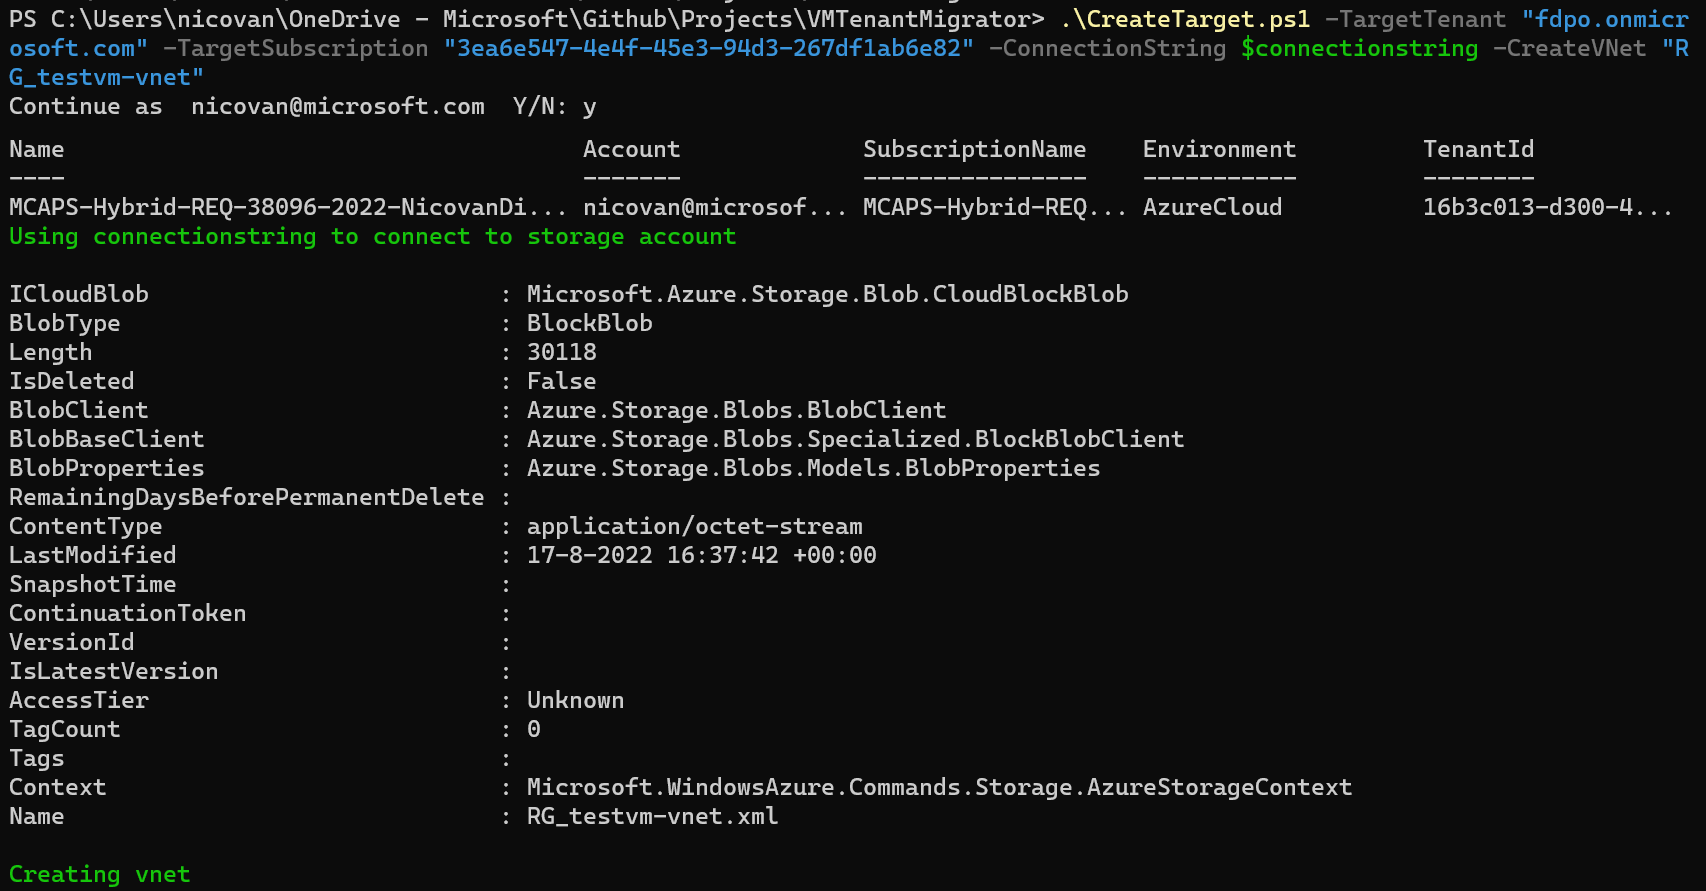 PS C:\Users\nicovan\OneDrive - Microsoft\Github\Projects\VMTenantMigrator> .\CreateTarget.ps1 -TargetTenant "fdpo.onmicr
osoft.com" -TargetSubscription "3ea6e547-4e4f-45e3-94d3-267df1ab6e82" -ConnectionString $connectionstring -CreateVNet "R
G_testvm-vnet"
Continue as  nicovan@microsoft.com  Y/N: y
Name                                     Account             SubscriptionName    Environment         TenantId
----                                     -------             ----------------    -----------         --------
MCAPS-Hybrid-REQ-38096-2022-NicovanDi... nicovan@microsof... MCAPS-Hybrid-REQ... AzureCloud          16b3c013-d300-4...
Using connectionstring to connect to storage account
ICloudBlob                         : Microsoft.Azure.Storage.Blob.CloudBlockBlob
BlobType                           : BlockBlob
Length                             : 30118
IsDeleted                          : False
BlobClient                         : Azure.Storage.Blobs.BlobClient
BlobBaseClient                     : Azure.Storage.Blobs.Specialized.BlockBlobClient
BlobProperties                     : Azure.Storage.Blobs.Models.BlobProperties
RemainingDaysBeforePermanentDelete :
ContentType                        : application/octet-stream
LastModified                       : 17-8-2022 16:37:42 +00:00
SnapshotTime                       :
ContinuationToken                  :
VersionId                          :
IsLatestVersion                    :
AccessTier                         : Unknown
TagCount                           : 0
Tags                               :
Context                            : Microsoft.WindowsAzure.Commands.Storage.AzureStorageContext
Name                               : RG_testvm-vnet.xml
Creating vnet